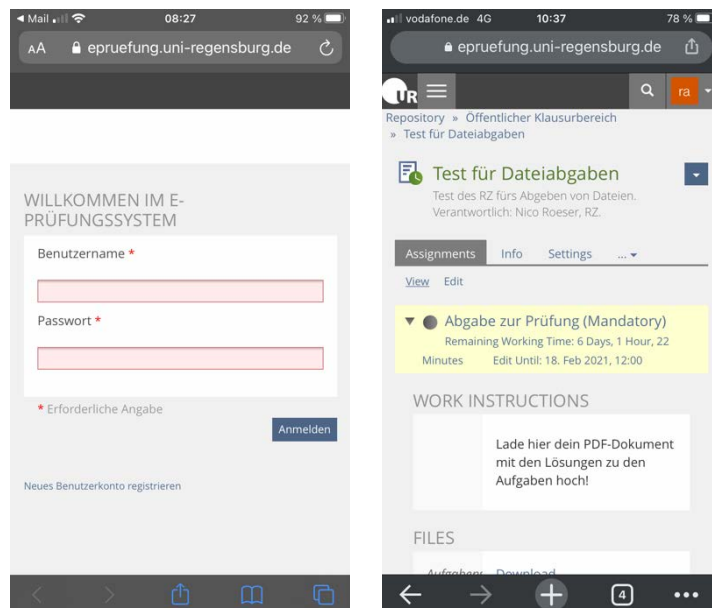 Mail
08:27
92 %
AA epruefung.uni-regensburg.de
WILLKOMMEN IM E-
PRÜFUNGSSYSTEM
Benutzername *
Passwort *
* Erforderliche Angabe
Anmelden
Neues Benutzerkonto registrieren
vodafone.de 4G
10:37
78 %
epruefung.uni-regensburg.de
UR
ra
Repository » Öffentlicher Klausurbereich
» Test für Dateiabgaben
Test für Dateiabgaben
Test des RZ fürs Abgeben von Dateien.
Verantwortlich: Nico Roeser, RZ.
Assignments Info Settings ...
View Edit
Abgabe zur Prüfung (Mandatory)
Remaining Working Time: 6 Days, 1 Hour, 22
Minutes Edit Until: 18. Feb 2021, 12:00
WORK INSTRUCTIONS
Lade hier dein PDF-Dokument
mit den Lösungen zu den
Aufgaben hoch!
FILES
Download
4